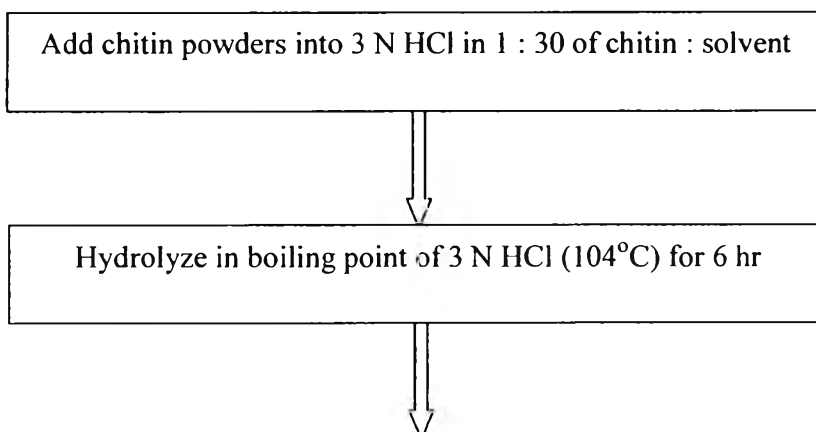 Add chitin powders into 3 N HCl in 1 : 30 of chitin : solvent
Hydrolyze in boiling point of 3 N HCl (104°C) for 6 hr